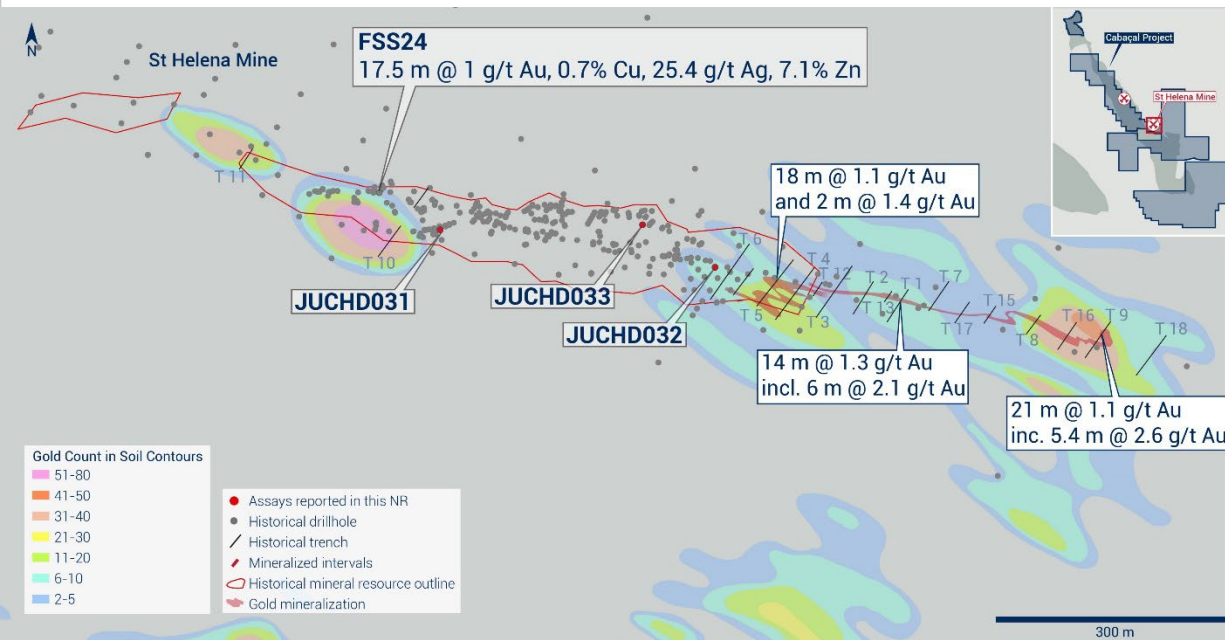 N
St Helena Mine
FSS24
17.5 m @ 1 g/t Au, 0.7% Cu, 25.4 g/t Ag, 7.1% Zn
Cabaçal Project
St Helena Mine
T 11
T 10
18 m @ 1.1 g/t Au
and 2 m @ 1.4 g/t Au
JUCHD031
JUCHD033
JUCHD032
T 6
T 4
T 12
T 2
T 1
T 7
T 5
T 3
T 13
T 17
T 15
T 8
T 16
T 9
T 18
14 m @ 1.3 g/t Au
incl. 6 m @ 2.1 g/t Au
21 m @ 1.1 g/t Au
inc. 5.4 m @ 2.6 g/t Au
Gold Count in Soil Contours
51-80
41-50
31-40
21-30
11-20
6-10
2-5
Assays reported in this NR
Historical drillhole
Historical trench
Mineralized intervals
Historical mineral resource outline
Gold mineralization
300 m